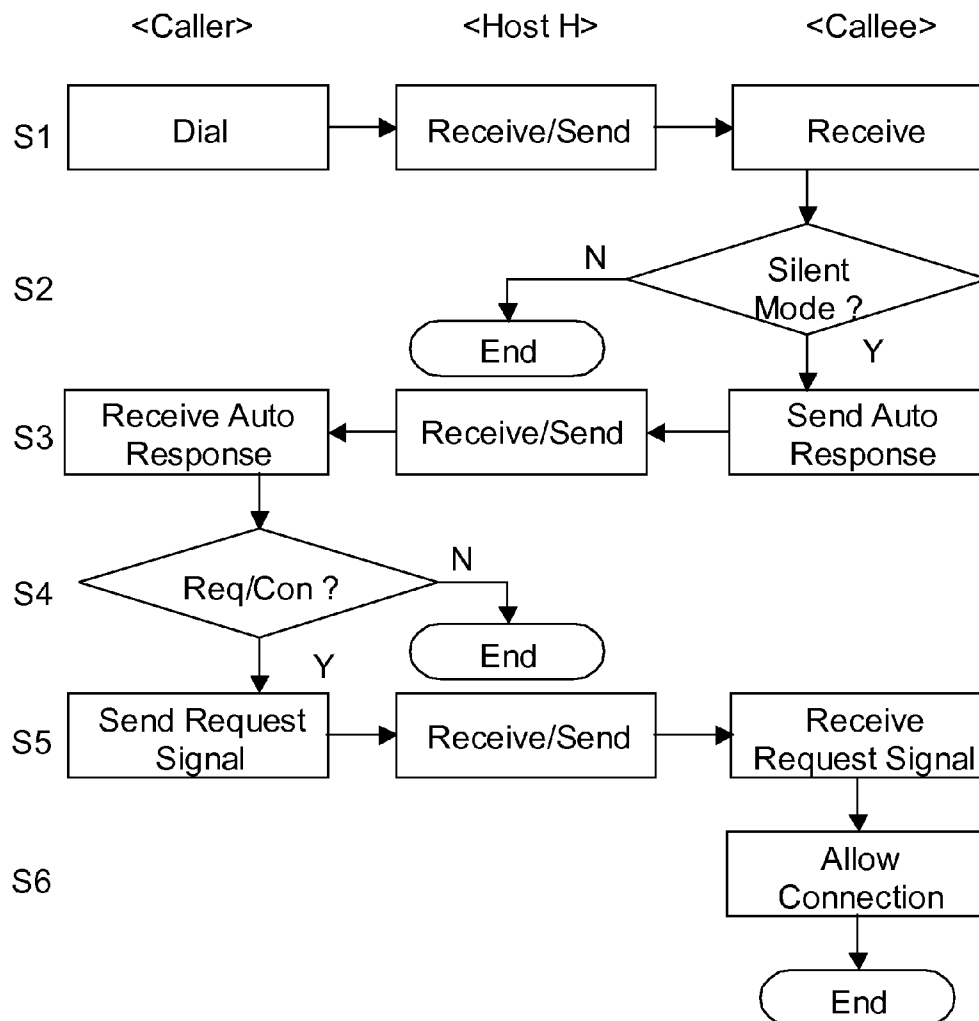 <Caller> <Host H> <Callee>
S1 Dial Receive/Send Receive
S2 N Silent
Mode ?
End
Y
S3 Receive Auto
Response
Receive/Send
Send Auto
Response
S4 Req/Con ? N
End
Y
S5 Send Request
Signal
Receive/Send
Receive
Request Signal
S6 Allow
Connection
End